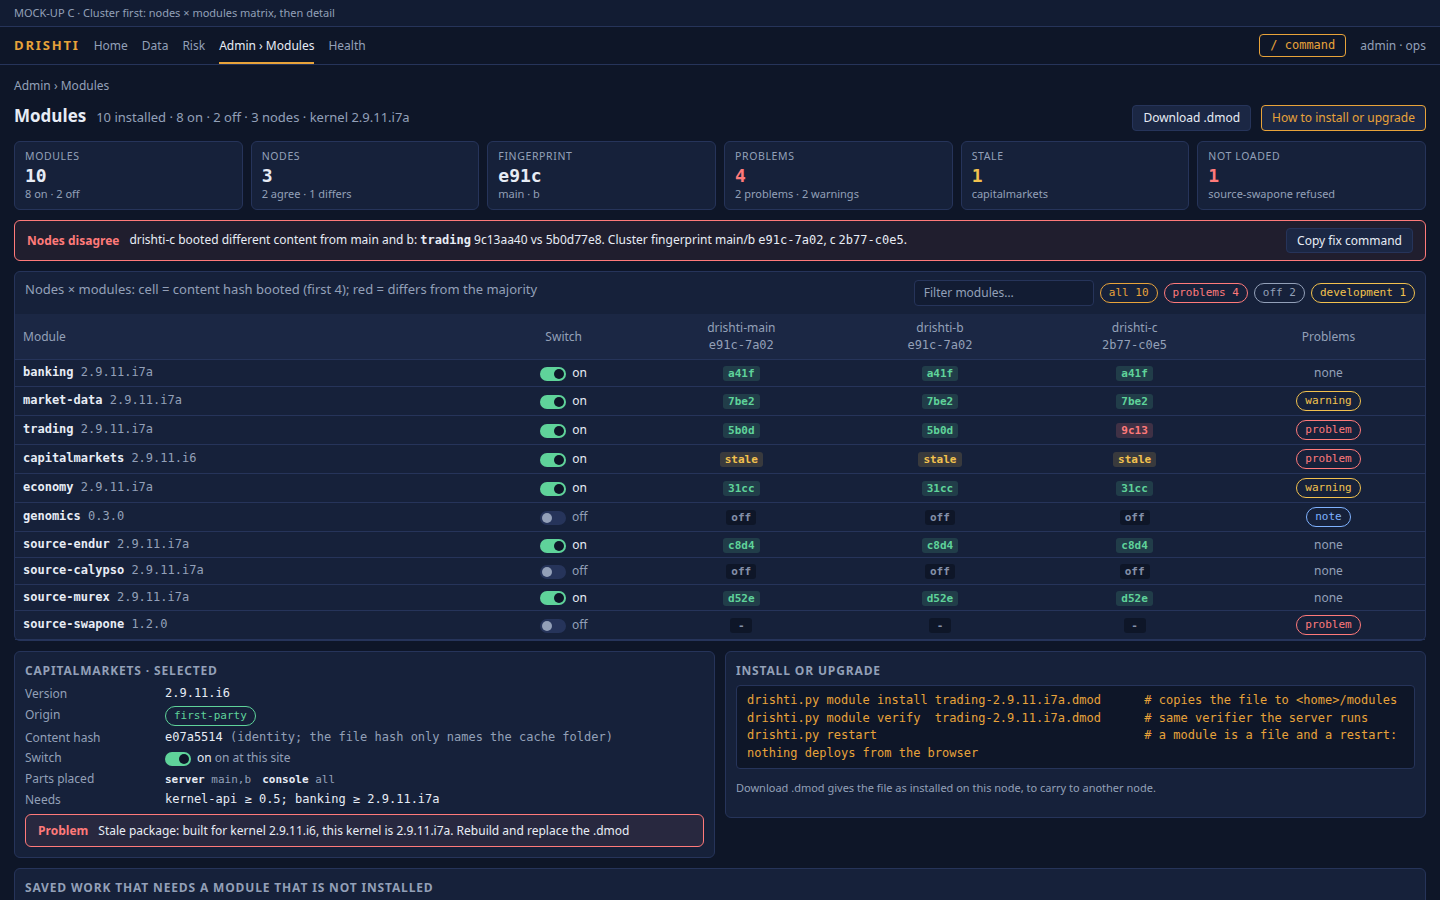 MOCK-UP C · Cluster first: nodes × modules matrix, then detail
DRISHTI Home Data Risk Admin › Modules Health / command admin · ops
Admin › Modules
Modules 10 installed · 8 on · 2 off · 3 nodes · kernel 2.9.11.i7a Download .dmod How to install or upgrade
MODULES NODES FINGERPRINT PROBLEMS STALE NOT LOADED
10 3 e91c 4 1 1
8 on · 2 off 2 agree · 1 differs main · b 2 problems · 2 warnings capitalmarkets source-swapone refused
Nodes disagree drishti-c booted different content from main and b: trading 9c13aa40 vs 5b0d77e8. Cluster fingerprint main/b e91c-7a02, c 2b77-c0e5. Copy fix command
Nodes × modules: cell = content hash booted (first 4); red = differs from the majority Filter modules... all 10 problems 4 off 2 development 1
Module Switch drishti-main drishti-b drishti-c Problems
e91c-7a02 e91c-7a02 2b77-c0e5
banking 2.9.11.i7a on a41f a41f a41f none
market-data 2.9.11.i7a on 7be2 7be2 7be2 warning
trading 2.9.11.i7a on 5b0d 5b0d 9c13 problem
capitalmarkets 2.9.11.i6 on stale stale stale problem
economy 2.9.11.i7a on 31cc 31cc 31cc warning
genomics 0.3.0 off off off off note
source-endur 2.9.11.i7a on c8d4 c8d4 c8d4 none
source-calypso 2.9.11.i7a off off off off none
source-murex 2.9.11.i7a on d52e d52e d52e none
source-swapone 1.2.0 off - - - problem
CAPITALMARKETS · SELECTED
Version 2.9.11.i6
Origin first-party
Content hash e07a5514 (identity; the file hash only names the cache folder)
Switch on on at this site
Parts placed server main,b console all
Needs kernel-api ≥ 0.5; banking ≥ 2.9.11.i7a
Problem Stale package: built for kernel 2.9.11.i6, this kernel is 2.9.11.i7a. Rebuild and replace the .dmod
INSTALL OR UPGRADE
drishti.py module install trading-2.9.11.i7a.dmod # copies the file to <home>/modules
drishti.py module verify trading-2.9.11.i7a.dmod # same verifier the server runs
drishti.py restart # a module is a file and a restart:
nothing deploys from the browser
Download .dmod gives the file as installed on this node, to carry to another node.
SAVED WORK THAT NEEDS A MODULE THAT IS NOT INSTALLED